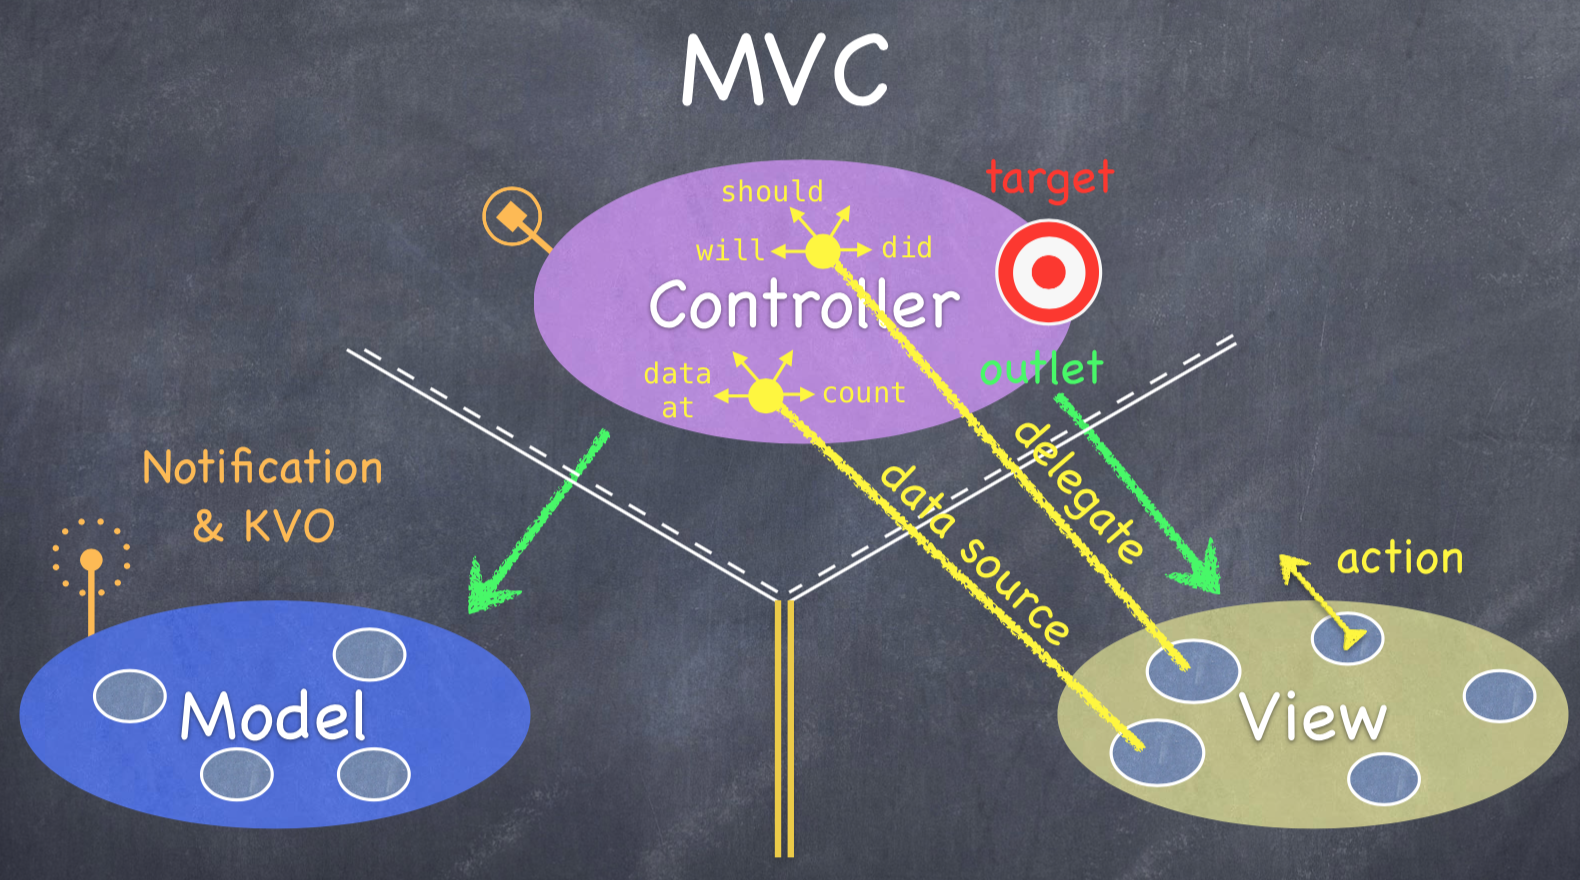 MVC
should
will
did
target
Controller
data
at
count
outlet
delegate
data source
Notification
& KVO
action
Model
View